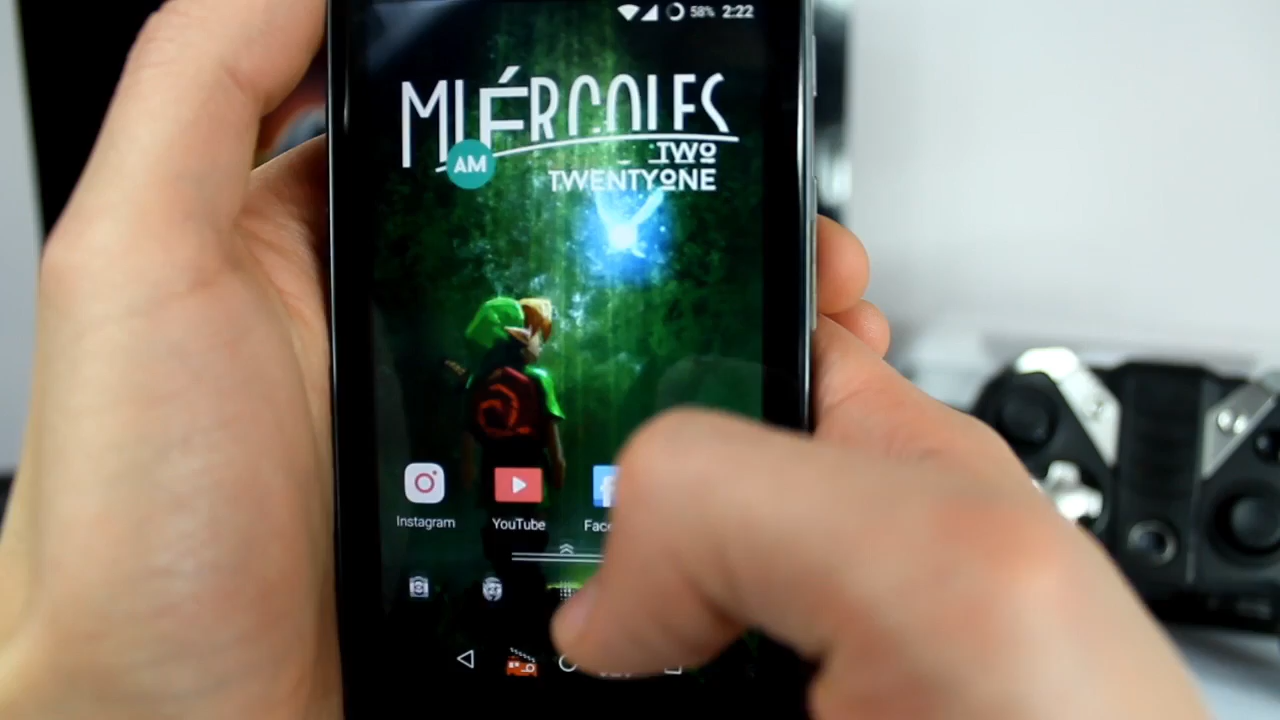 58% 2:22
MIÉRCOLES
AM
TWO
TWENTYONE
Instagram
YouTube